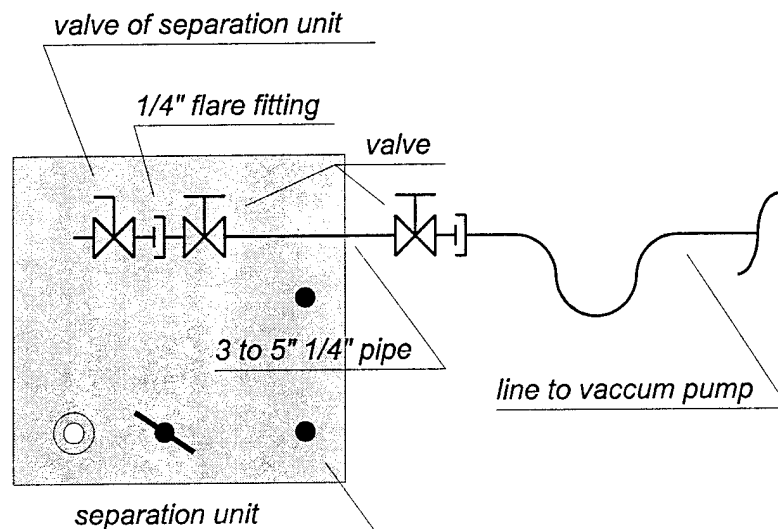 valve of separation unit
1/4" flare fitting
valve
3 to 5" 1/4" pipe
line to vaccum pump
separation unit